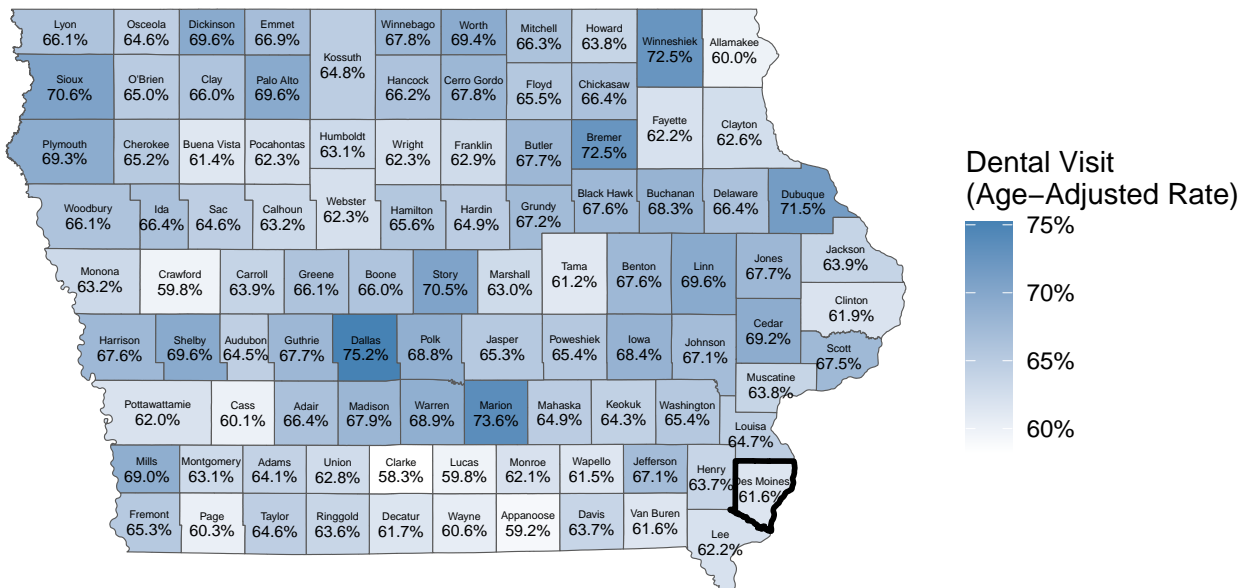 Lyon
66.1%
Osceola
64.6%
Dickinson
69.6%
Emmet
66.9%
Kossuth
64.8%
Winnebago
67.8%
Worth
69.4%
Mitchell
66.3%
Howard
63.8%
Winneshiek
72.5%
Allamakee
60.0%
Sioux
70.6%
O'Brien
65.0%
Clay
66.0%
Palo Alto
69.6%
Hancock
66.2%
Cerro Gordo
67.8%
Floyd
65.5%
Chickasaw
66.4%
Fayette
62.2%
Clayton
62.6%
Plymouth
69.3%
Cherokee
65.2%
Buena Vista
61.4%
Pocahontas
62.3%
Humboldt
63.1%
Wright
62.3%
Franklin
62.9%
Butler
67.7%
Bremer
72.5%
Woodbury
66.1%
Ida
66.4%
Sac
64.6%
Calhoun
63.2%
Webster
62.3%
Hamilton
65.6%
Hardin
64.9%
Grundy
67.2%
Black Hawk
67.6%
Buchanan
68.3%
Delaware
66.4%
Dubuque
71.5%
Monona
63.2%
Crawford
59.8%
Carroll
63.9%
Greene
66.1%
Boone
66.0%
Story
70.5%
Marshall
63.0%
Tama
61.2%
Benton
67.6%
Linn
69.6%
Jones
67.7%
Jackson
63.9%
Clinton
61.9%
Harrison
67.6%
Shelby
69.6%
Audubon
64.5%
Guthrie
67.7%
Dallas
75.2%
Polk
68.8%
Jasper
65.3%
Poweshiek
65.4%
Iowa
68.4%
Johnson
67.1%
Cedar
69.2%
Scott
67.5%
Muscatine
63.8%
Pottawattamie
62.0%
Cass
60.1%
Adair
66.4%
Madison
67.9%
Warren
68.9%
Marion
73.6%
Mahaska
64.9%
Keokuk
64.3%
Washington
65.4%
Louisa
64.7%
Mills
69.0%
Montgomery
63.1%
Adams
64.1%
Union
62.8%
Clarke
58.3%
Lucas
59.8%
Monroe
62.1%
Wapello
61.5%
Jefferson
67.1%
Henry
63.7%
Des Moines
61.6%
Fremont
65.3%
Page
60.3%
Taylor
64.6%
Ringgold
63.6%
Decatur
61.7%
Wayne
60.6%
Appanoose
59.2%
Davis
63.7%
Van Buren
61.6%
Lee
62.2%
Dental Visit
(Age−Adjusted Rate)
75%
70%
65%
60%